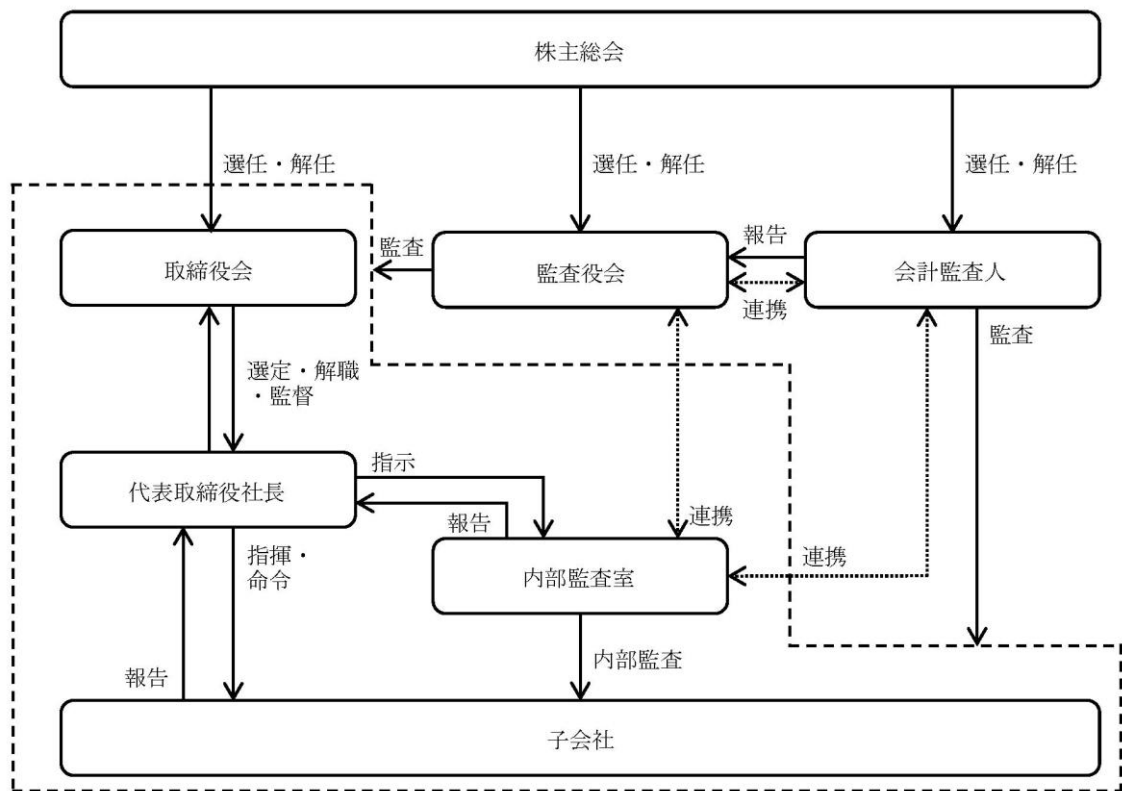 株主総会
選任・解任
選任・解任
選任・解任
取締役会
監査
監査役会
報告
連携
会計監査人
監査
選定・解職
・監督
代表取締役社長
指示
報告
連携
連携
内部監査室
指揮・
命令
内部監査
報告
子会社